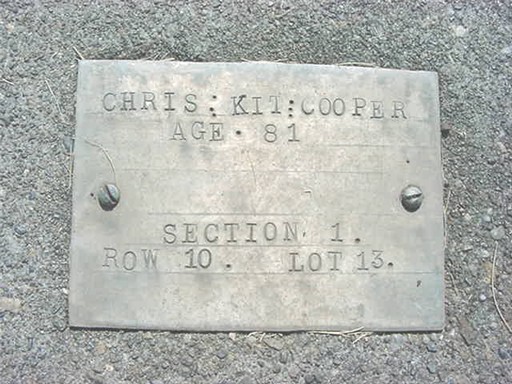 CHRIS: KIT: COOPER
AGE· 81
SECTION 1.
ROW 10. LOT 13.